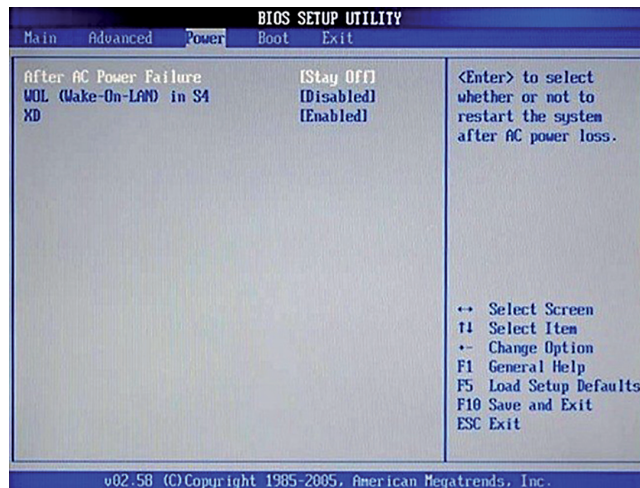 BIOS SETUP UTILITY
Main Advanced Power Boot Exit
After AC Power Failure [Stay Off]
WOL (Wake-On-LAN) in S4 [Disabled]
XD [Enabled]
<Enter> to select
whether or not to
restart the system
after AC power loss.
↔ Select Screen
↑↓ Select Item
+- Change Option
F1 General Help
F5 Load Setup Defaults
F10 Save and Exit
ESC Exit
v02.58 (C)Copyright 1985-2005, American Megatrends, Inc.